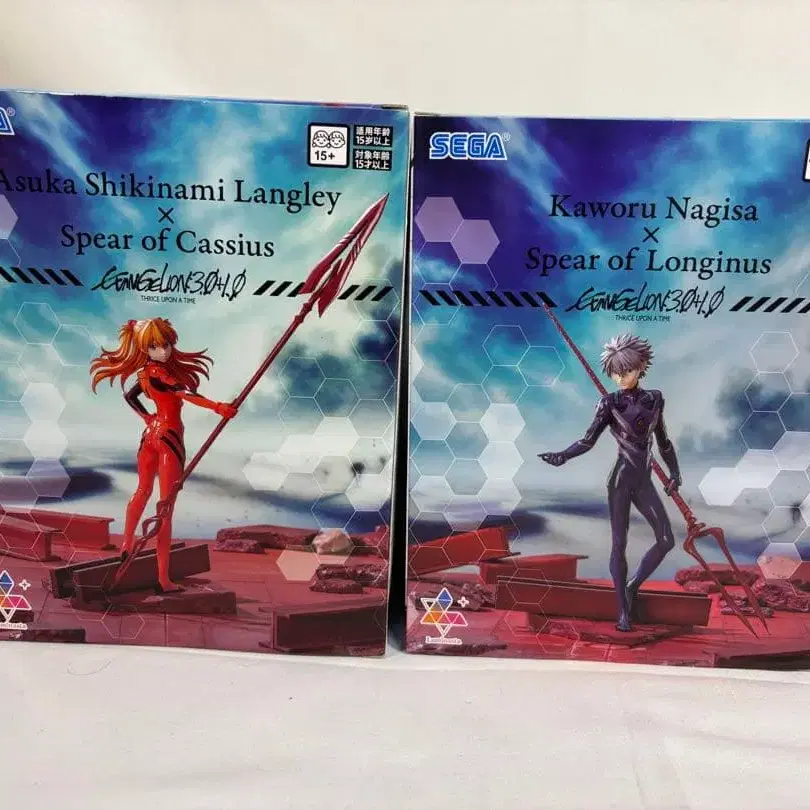 15+
适用年龄
15岁以上
対象年齢
15才以上
Asuka Shikinami Langley
×
Spear of Cassius
EVANGELION:3.0+1.0
THRICE UPON A TIME
SEGA®
Kaworu Nagisa
×
Spear of Longinus
EVANGELION:3.0+1.0
THRICE UPON A TIME
Luminasta